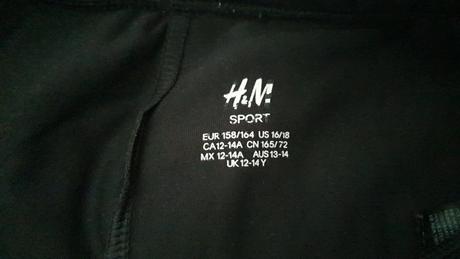 H&M
SPORT
EUR 158/164 US 16/18
CA12-14A CN 165/72
MX 12-14A AUS 13-14
UK 12-14Y